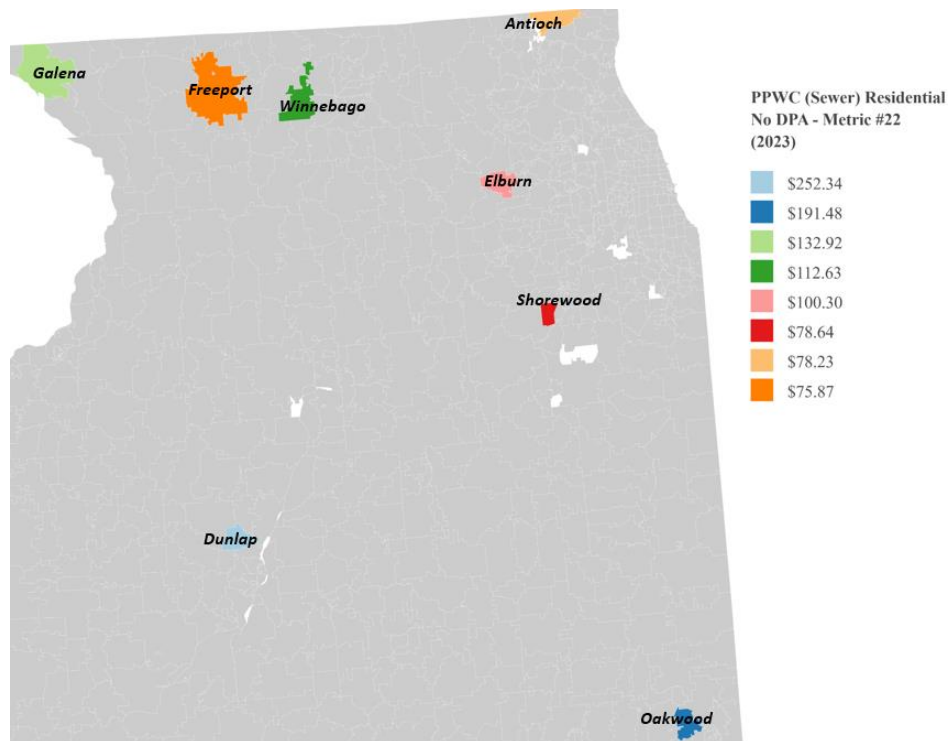 Antioch
Galena
Freeport
Winnebago
Elburn
Shorewood
Dunlap
Oakwood
PPWC (Sewer) Residential
No DPA - Metric #22
(2023)
$252.34
$191.48
$132.92
$112.63
$100.30
$78.64
$78.23
$75.87